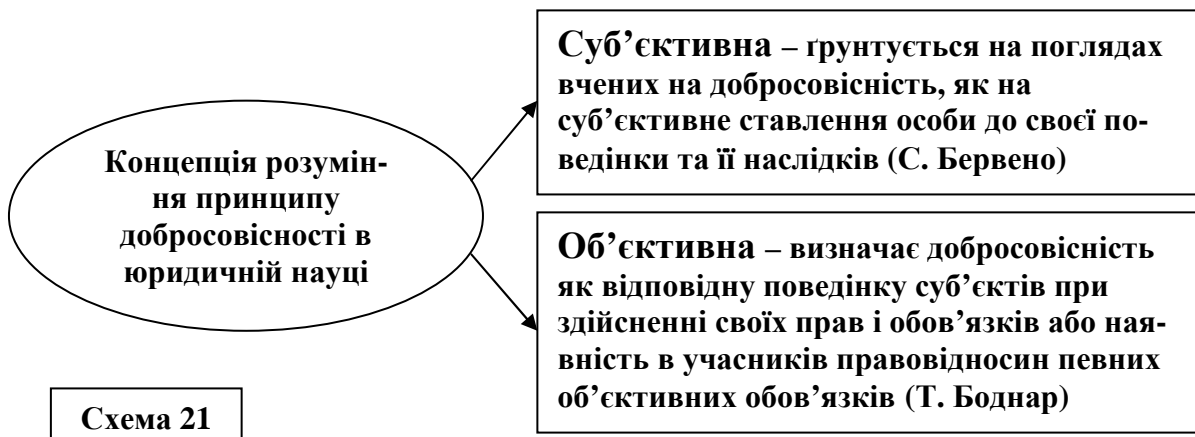 Концепція розумін-
ня принципу
добросовісності в
юридичній науці
Суб’єктивна – ґрунтується на поглядах
вчених на добросовісність, як на
суб’єктивне ставлення особи до своєї по-
ведінки та її наслідків (С. Бервено)
Об’єктивна – визначає добросовісність
як відповідну поведінку суб’єктів при
здійсненні своїх прав і обов’язків або ная-
вність в учасників правовідносин певних
об’єктивних обов’язків (Т. Боднар)
Схема 21